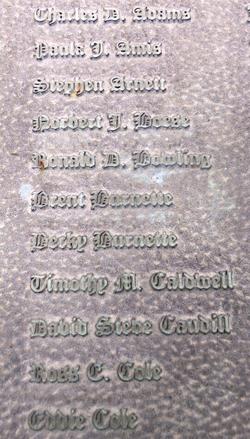 Charles D. Adams
Paula J. Amis
Stephen Arnett
Norbert J. Boese
Ronald D. Bowling
Brent Burnette
Becky Burnette
Timothy M. Caldwell
David Steve Caudill
Ross E. Cole
Eddie Cole